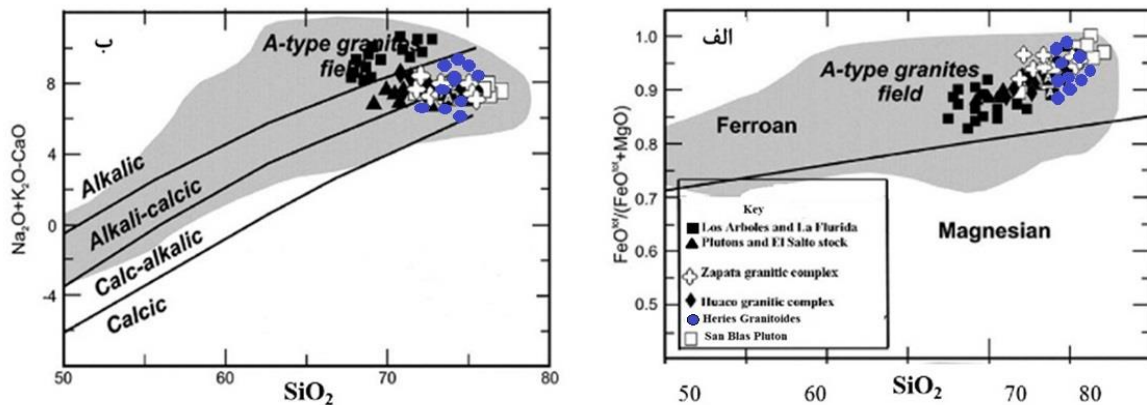 ب
A-type granites
field
Alkalic
Alkali-calcic
Calc-alkalic
Calcic
Na₂O+K₂O-CaO
8
4
0
-4
50
60
70
80
SiO₂
الف
A-type granites
field
Ferroan
Magnesian
FeOᵗᵒᵗ/(FeOᵗᵒᵗ+MgO)
1.0
0.9
0.8
0.7
0.6
0.5
Key
Los Arboles and La Flurida
Plutons and El Salto stock
Zapata granitic complex
Huaco granitic complex
Heries Granitoides
San Blas Pluton
50
60
70
80
SiO₂